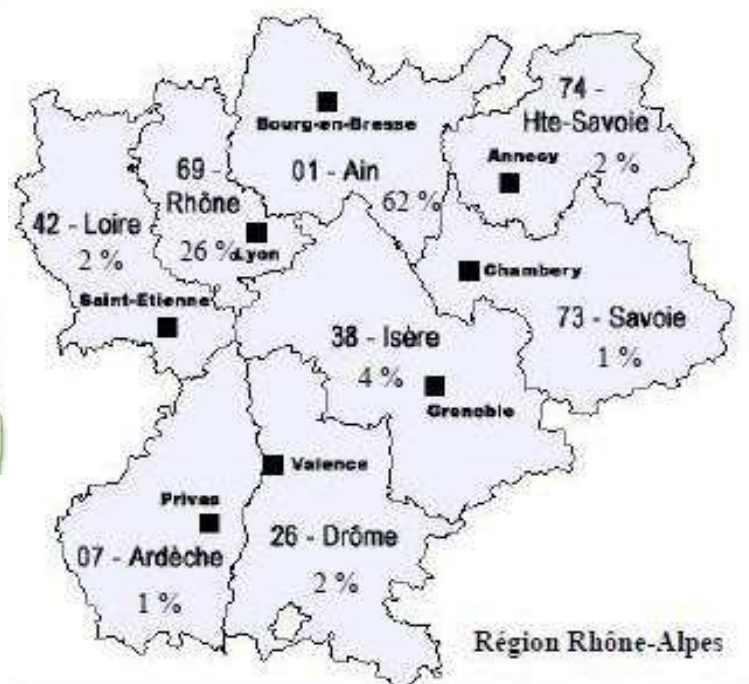 74 -
Hte-Savoie
2 %
Annecy
Bourg-en-Bresse
01 - Ain
62 %
69 -
Rhône
26 %
Lyon
42 - Loire
2 %
Saint-Etienne
Chambery
73 - Savoie
1 %
38 - Isère
4 %
Grenoble
Valence
Privas
07 - Ardèche
1 %
26 - Drôme
2 %
Région Rhône-Alpes